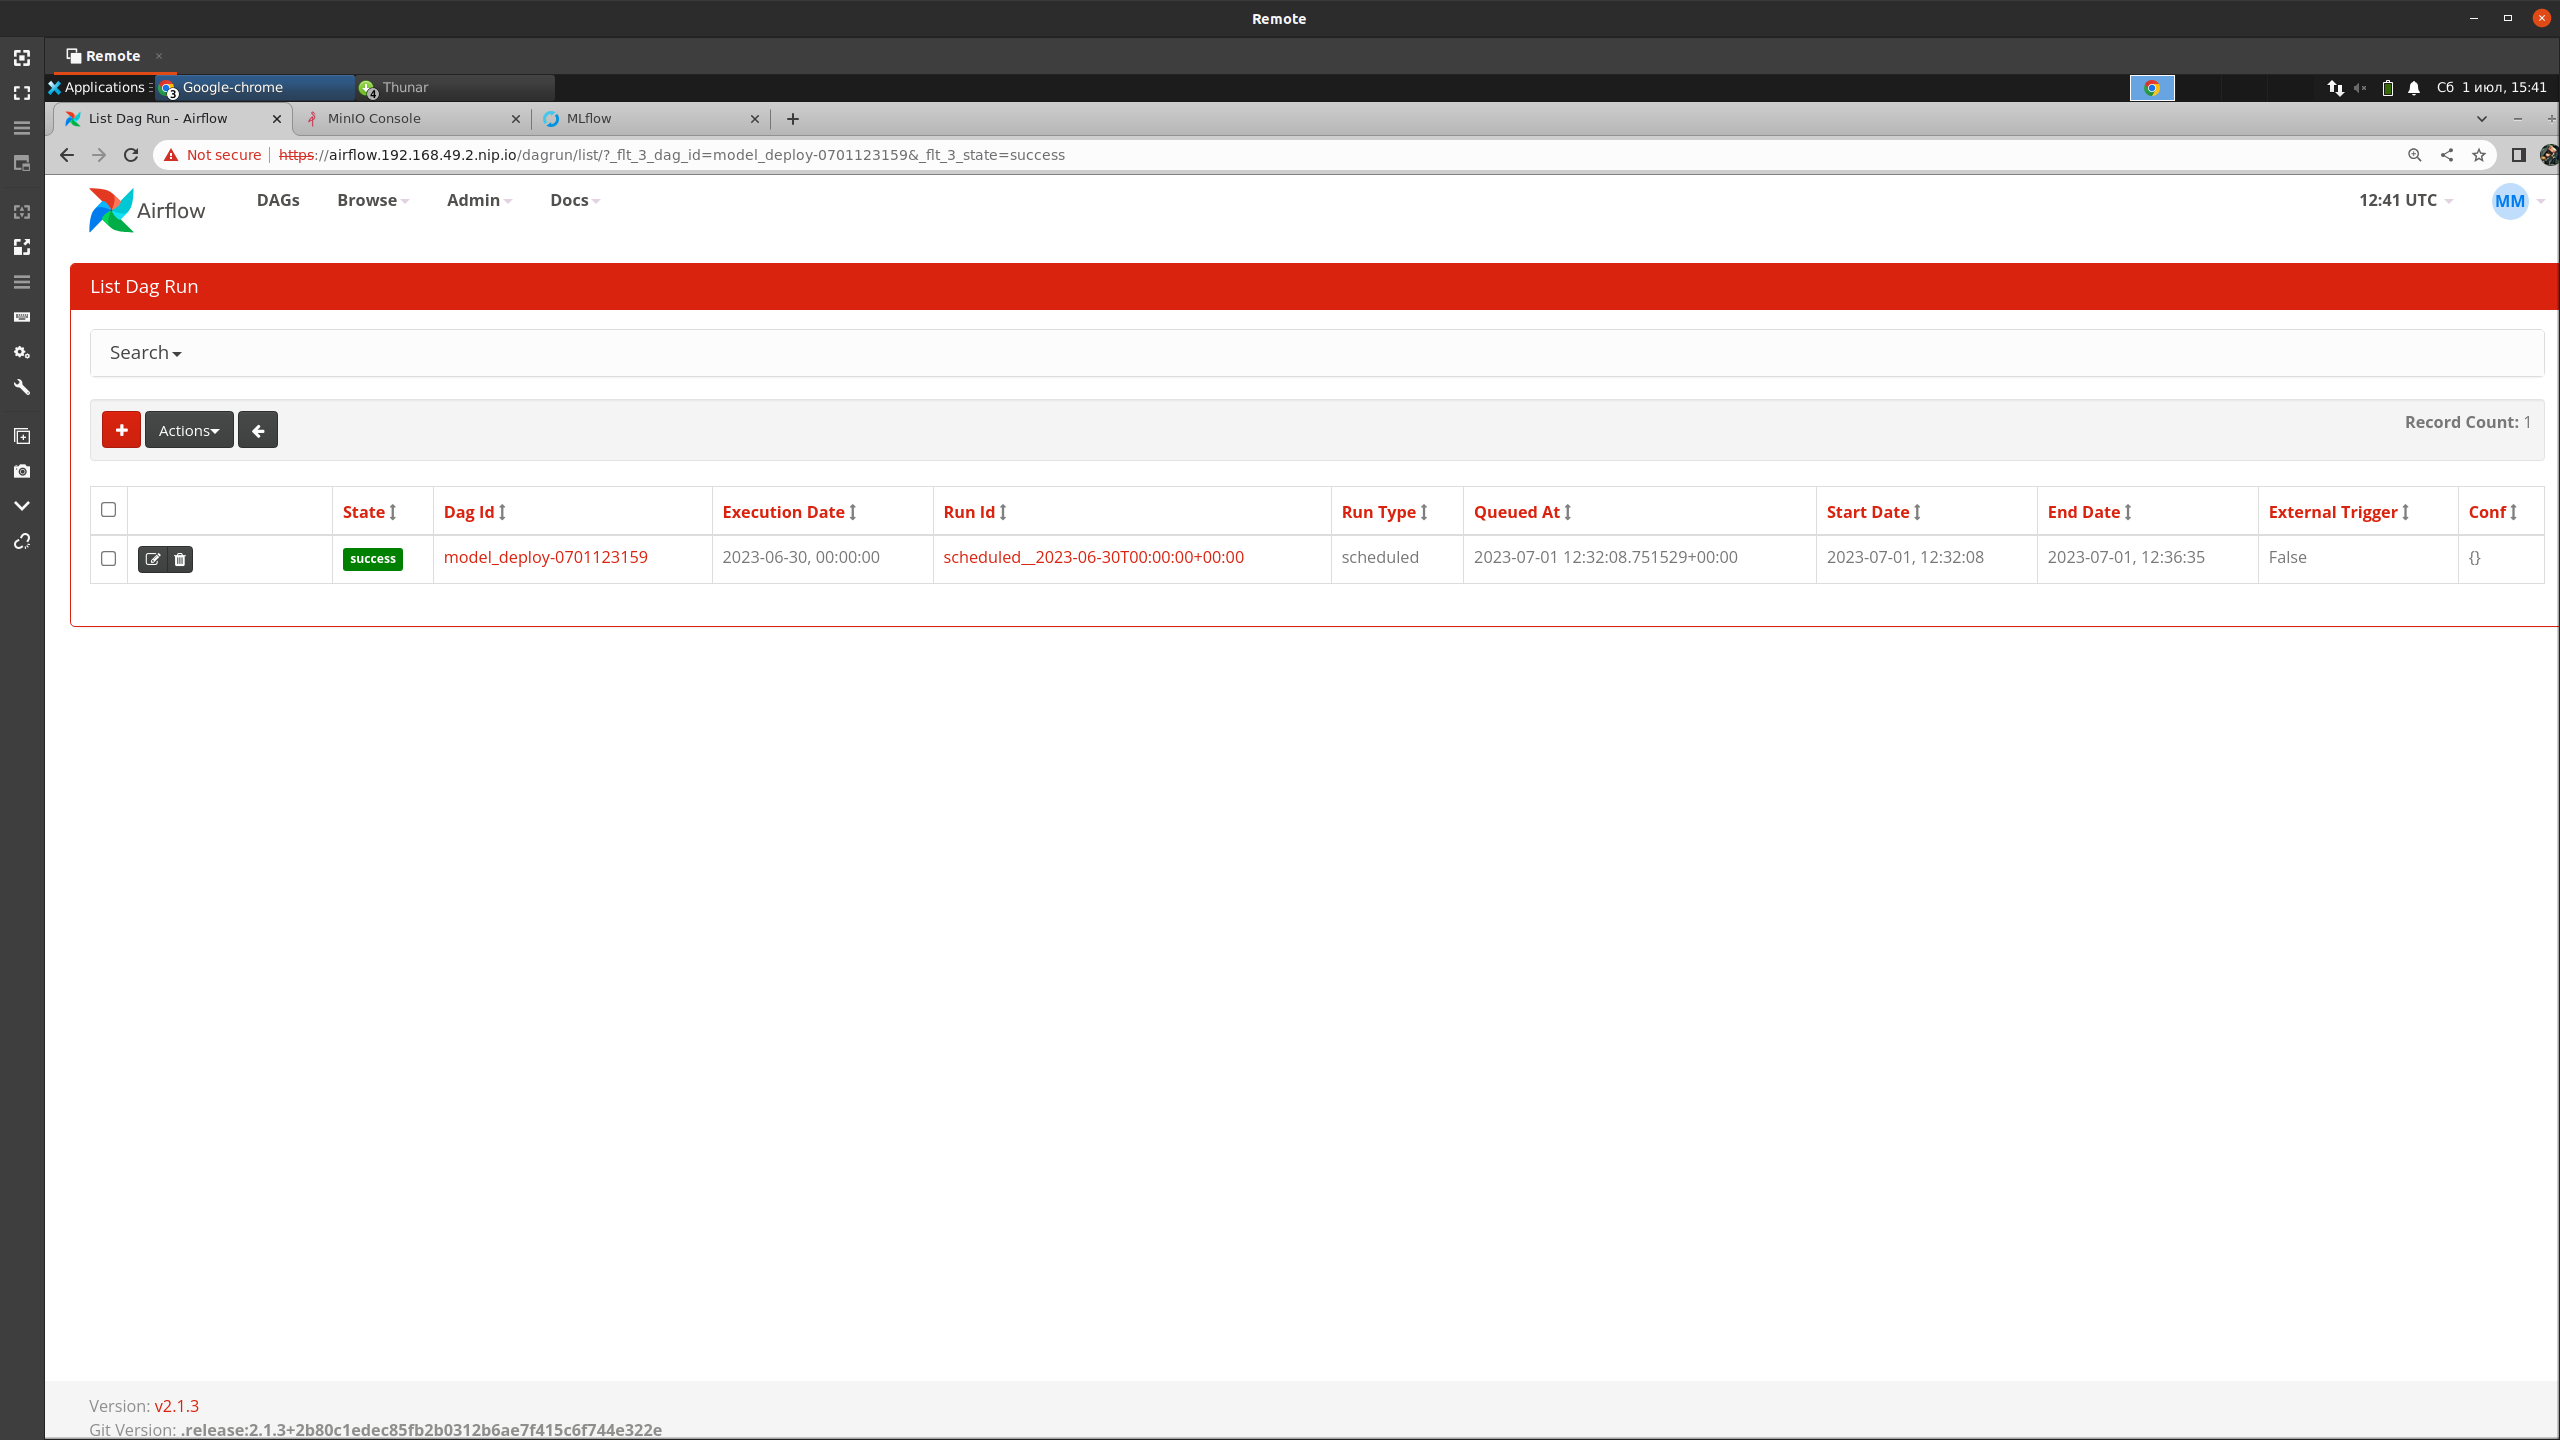 Remote
Remote
Applications Google-chrome Thunar Сб 1 июл, 15:41
List Dag Run - Airflow MinIO Console MLflow
Not secure https://airflow.192.168.49.2.nip.io/dagrun/list/?_flt_3_dag_id=model_deploy-0701123159&_flt_3_state=success
Airflow DAGs Browse Admin Docs 12:41 UTC MM
List Dag Run
Search
Actions Record Count: 1
State Dag Id Execution Date Run Id Run Type Queued At Start Date End Date External Trigger Conf
success model_deploy-0701123159 2023-06-30, 00:00:00 scheduled__2023-06-30T00:00:00+00:00 scheduled 2023-07-01 12:32:08.751529+00:00 2023-07-01, 12:32:08 2023-07-01, 12:36:35 False {}
Version: v2.1.3
Git Version: .release:2.1.3+2b80c1edec85fb2b0312b6ae7f415c6f744e322e